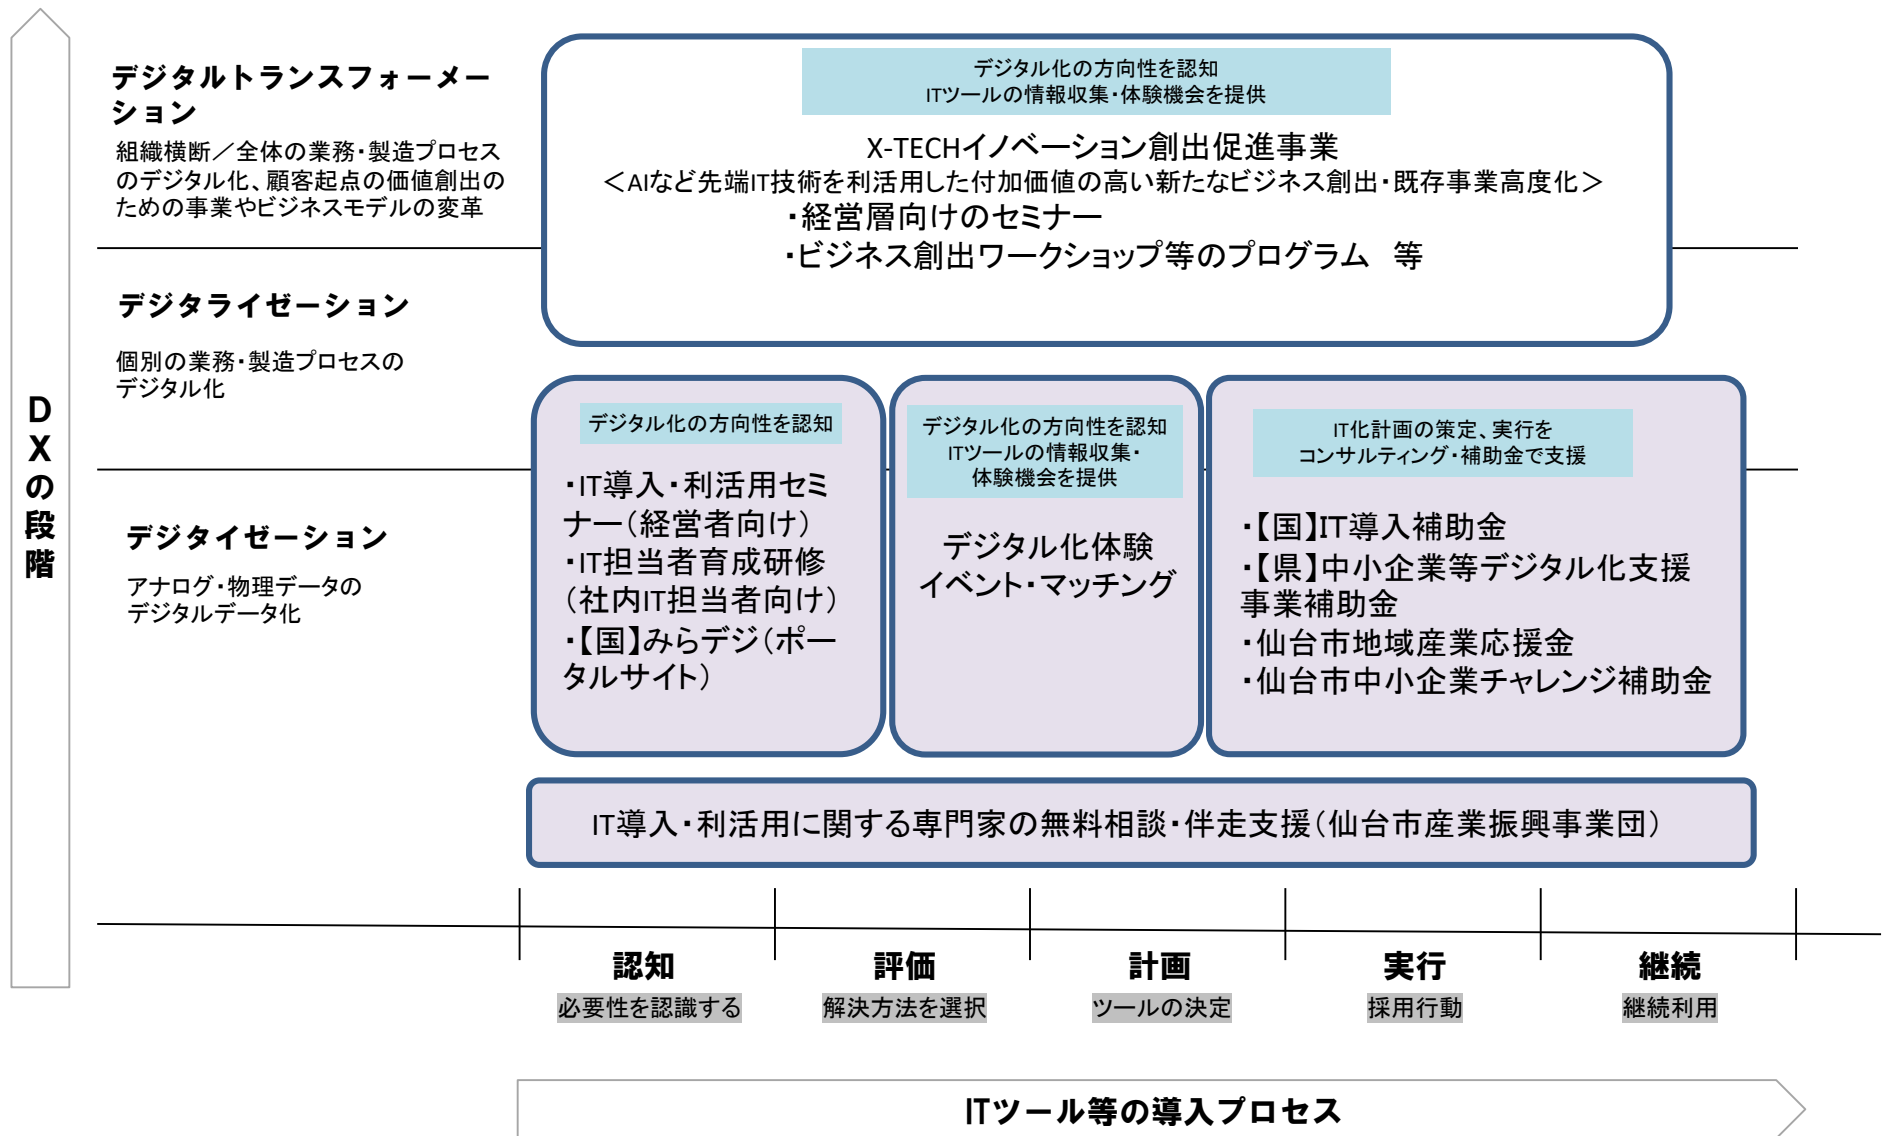 デジタルトランスフォーメー
ション
組織横断／全体の業務・製造プロセス
のデジタル化、顧客起点の価値創出の
ための事業やビジネスモデルの変革
デジタル化の方向性を認知
ITツールの情報収集・体験機会を提供
X-TECHイノベーション創出促進事業
＜AIなど先端IT技術を利活用した付加価値の高い新たなビジネス創出・既存事業高度化＞
・経営層向けのセミナー
・ビジネス創出ワークショップ等のプログラム　等
デジタライゼーション
個別の業務・製造プロセスの
デジタル化
DXの段階
デジタル化の方向性を認知
・IT導入・利活用セミ
ナー（経営者向け）
・IT担当者育成研修
（社内IT担当者向け）
・【国】みらデジ（ポー
タルサイト）
デジタル化の方向性を認知
ITツールの情報収集・
体験機会を提供
デジタル化体験
イベント・マッチング
IT化計画の策定、実行を
コンサルティング・補助金で支援
・【国】IT導入補助金
・【県】中小企業等デジタル化支援
事業補助金
・仙台市地域産業応援金
・仙台市中小企業チャレンジ補助金
デジタイゼーション
アナログ・物理データの
デジタルデータ化
IT導入・利活用に関する専門家の無料相談・伴走支援（仙台市産業振興事業団）
認知
必要性を認識する
評価
解決方法を選択
計画
ツールの決定
実行
採用行動
継続
継続利用
ITツール等の導入プロセス